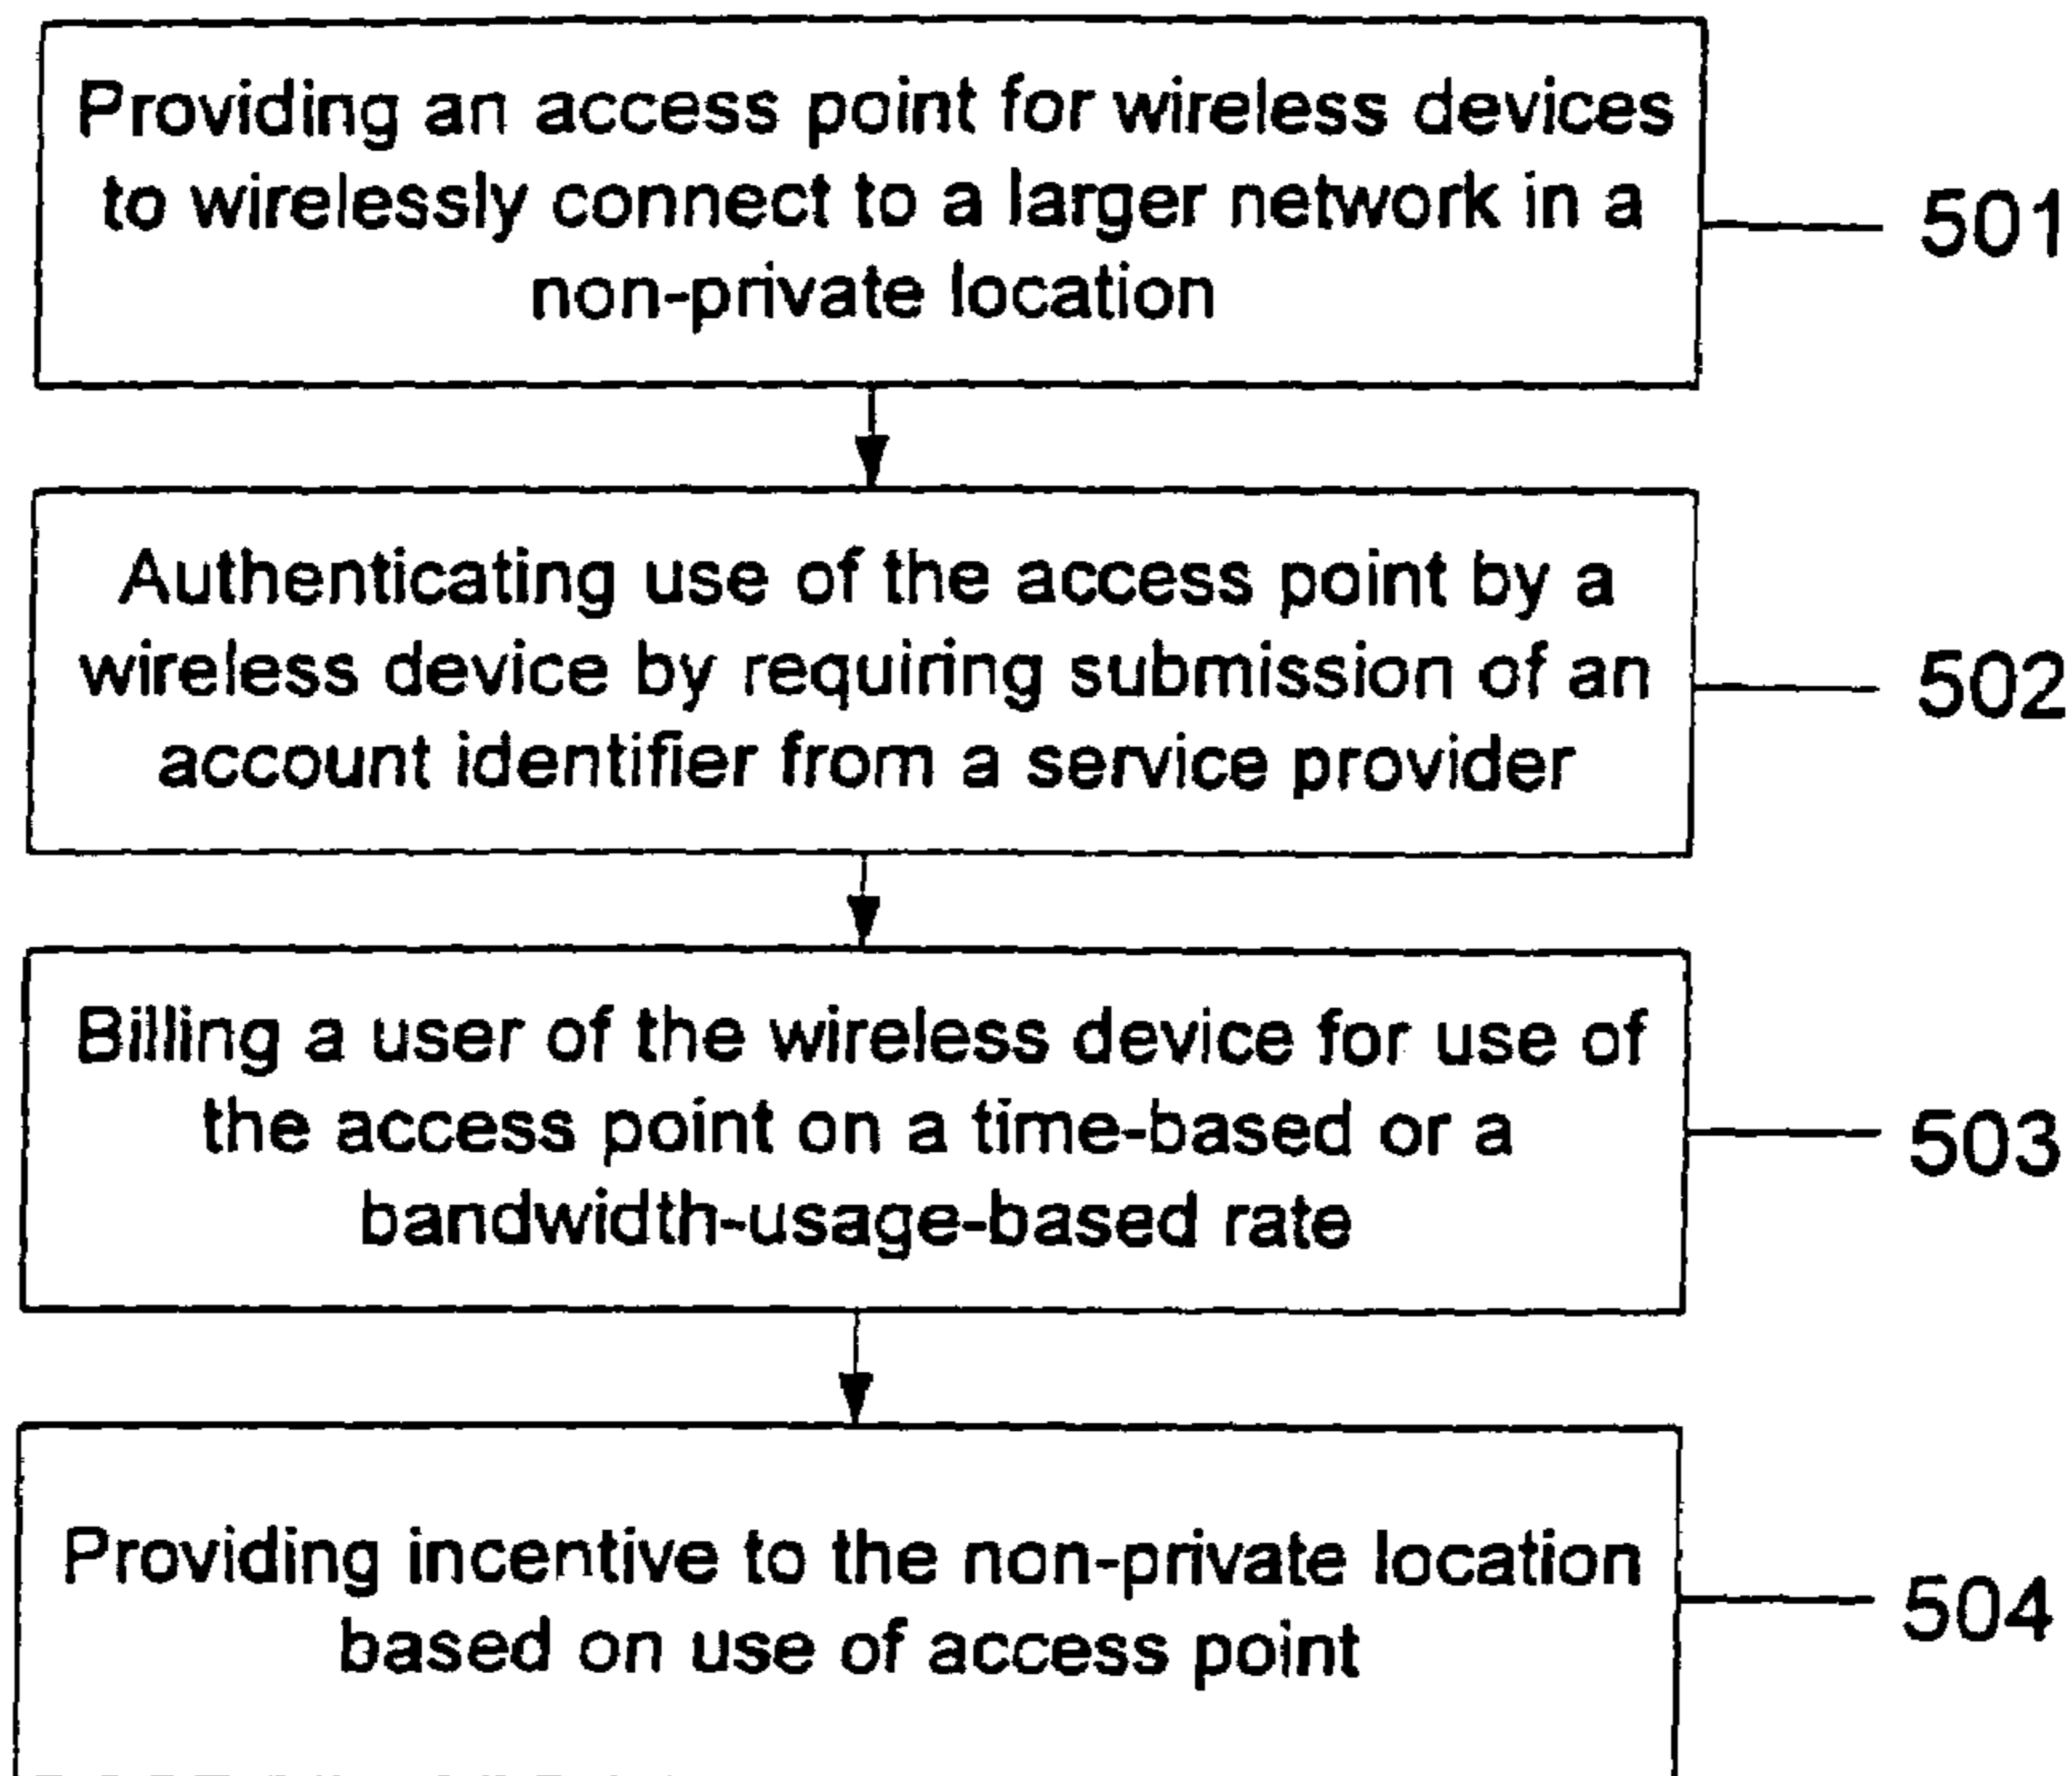 Providing an access point for wireless devices
to wirelessly connect to a larger network in a
non-private location
501
Authenticating use of the access point by a
wireless device by requiring submission of an
account identifier from a service provider
502
Billing a user of the wireless device for use of
the access point on a time-based or a
bandwidth-usage-based rate
503
Providing incentive to the non-private location
based on use of access point
504